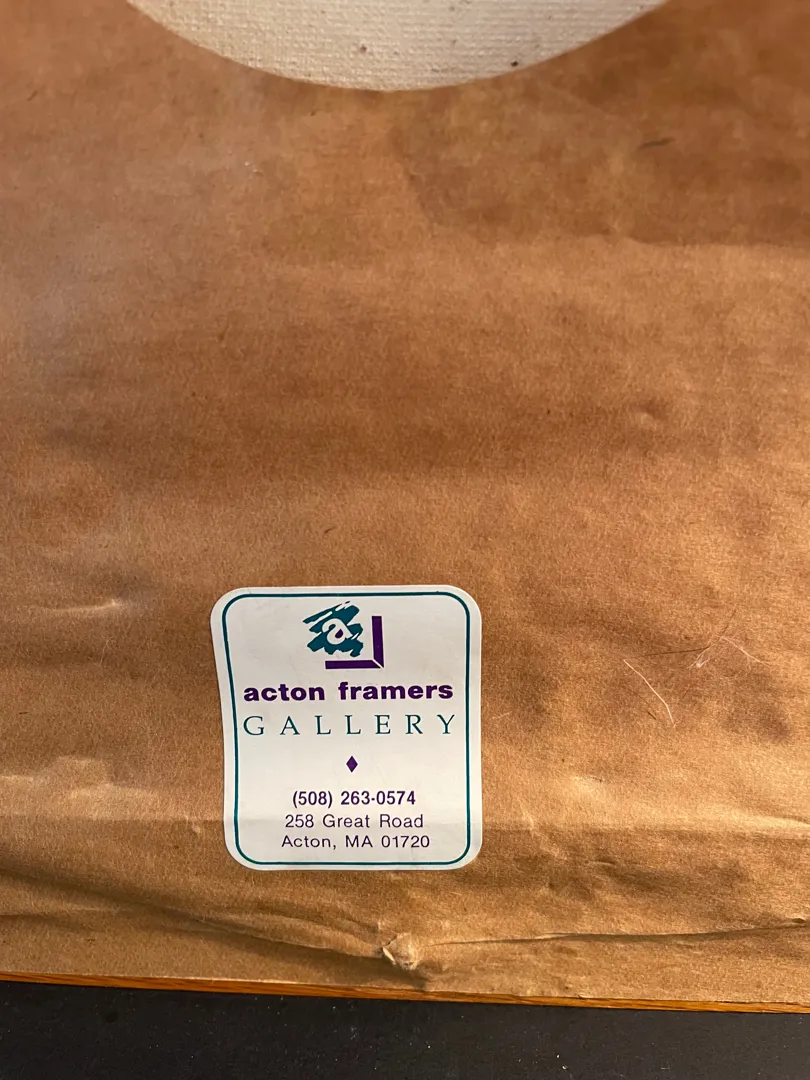 a
acton framers
GALLERY
(508) 263-0574
258 Great Road
Acton, MA 01720